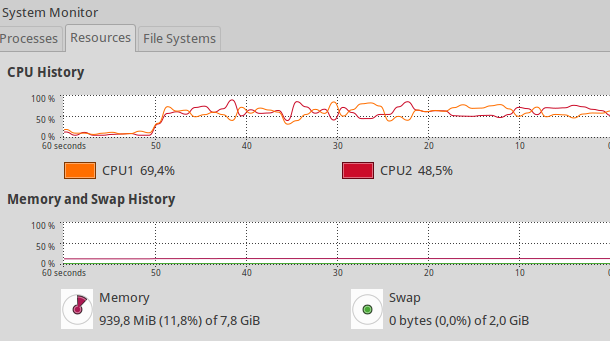 System Monitor
Processes Resources File Systems
CPU History
100 %
50 %
0 %
60 seconds 50 40 30 20 10 0
CPU1 69,4% CPU2 48,5%
Memory and Swap History
100 %
50 %
0 %
60 seconds 50 40 30 20 10 0
Memory Swap
939,8 MiB (11,8%) of 7,8 GiB 0 bytes (0,0%) of 2,0 GiB